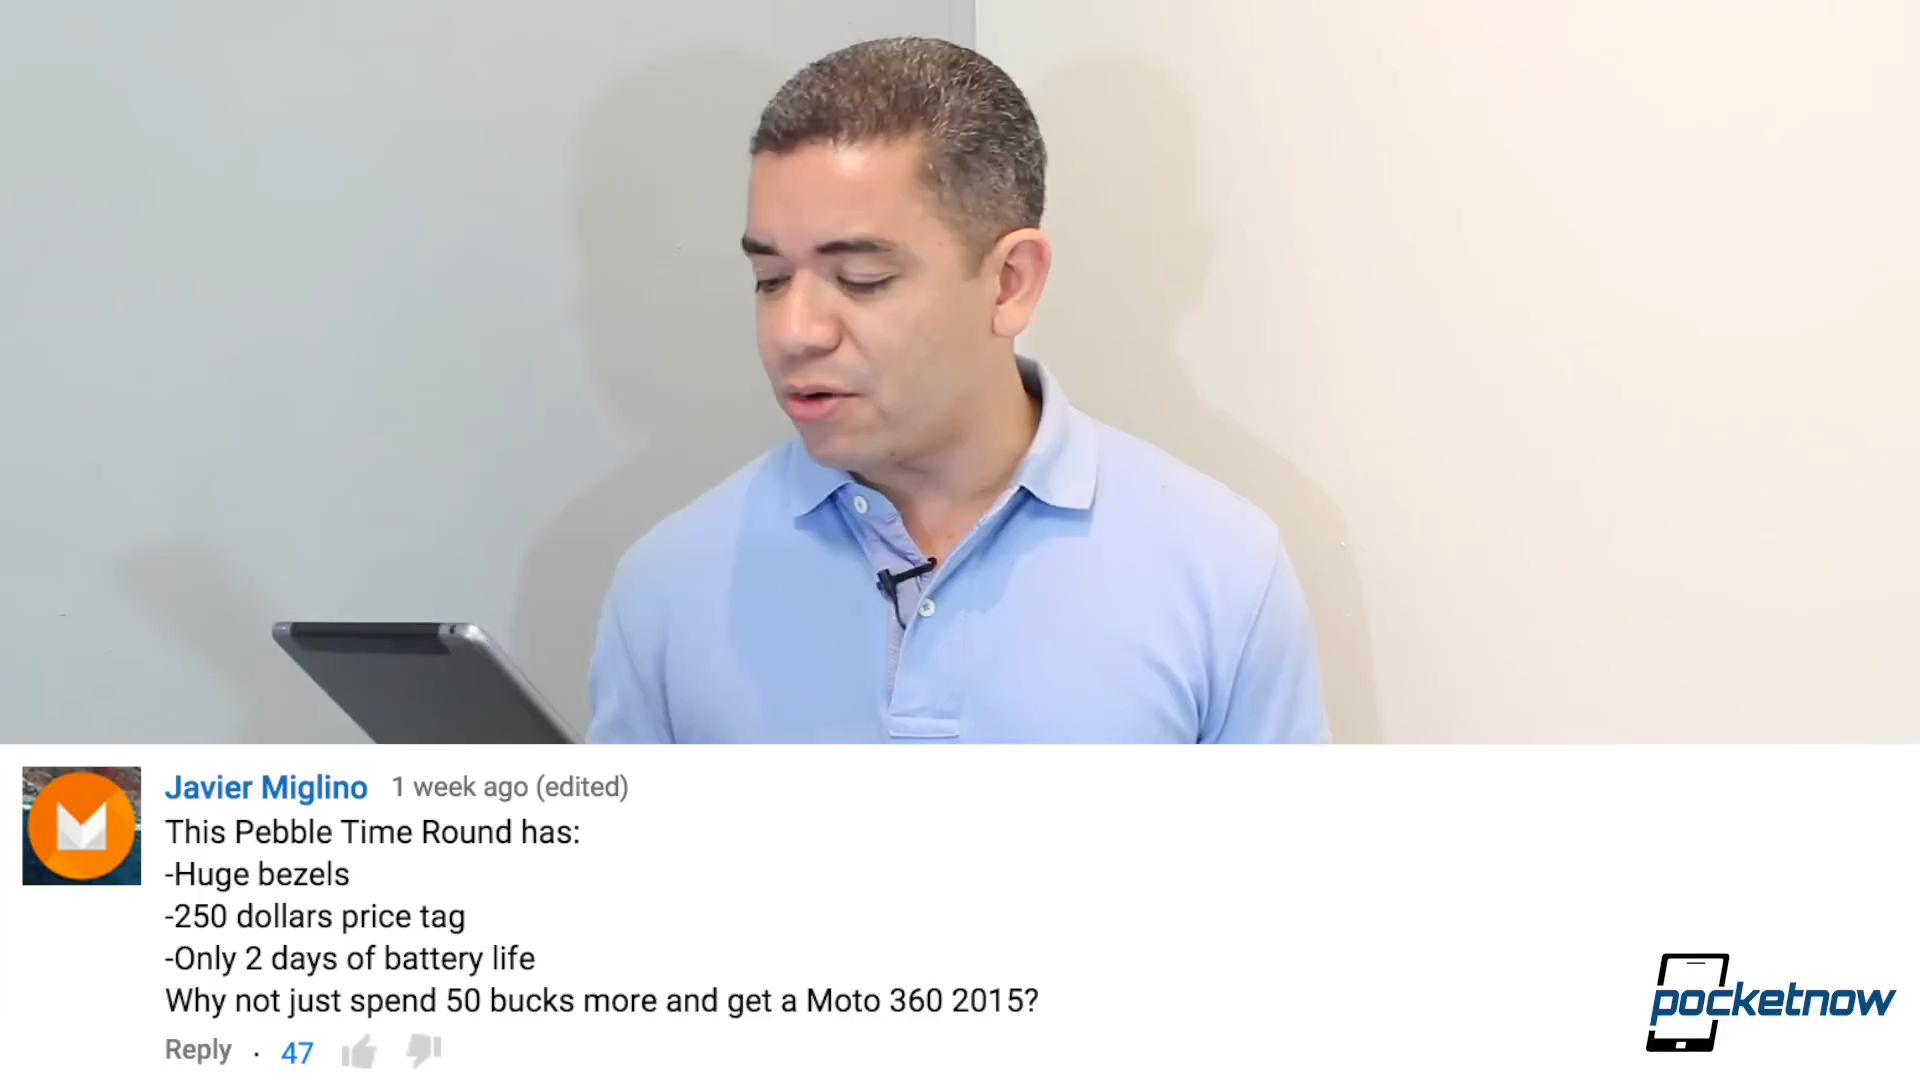 Javier Miglino 1 week ago (edited)
This Pebble Time Round has:
-Huge bezels
-250 dollars price tag
-Only 2 days of battery life
Why not just spend 50 bucks more and get a Moto 360 2015?
Reply · 47
pocketnow